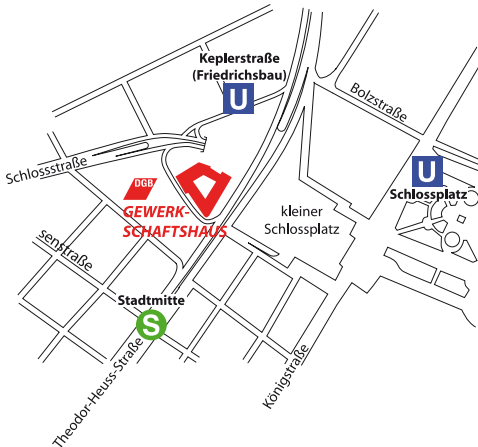 Keplerstraße
(Friedrichsbau)
U
Bolzstraße
U
Schlossplatz
Schlossstraße
DGB
GEWERK-
SCHAFTSHAUS
kleiner
Schlossplatz
senstraße
Stadtmitte
S
Theodor-Heuss-Straße
Königstraße